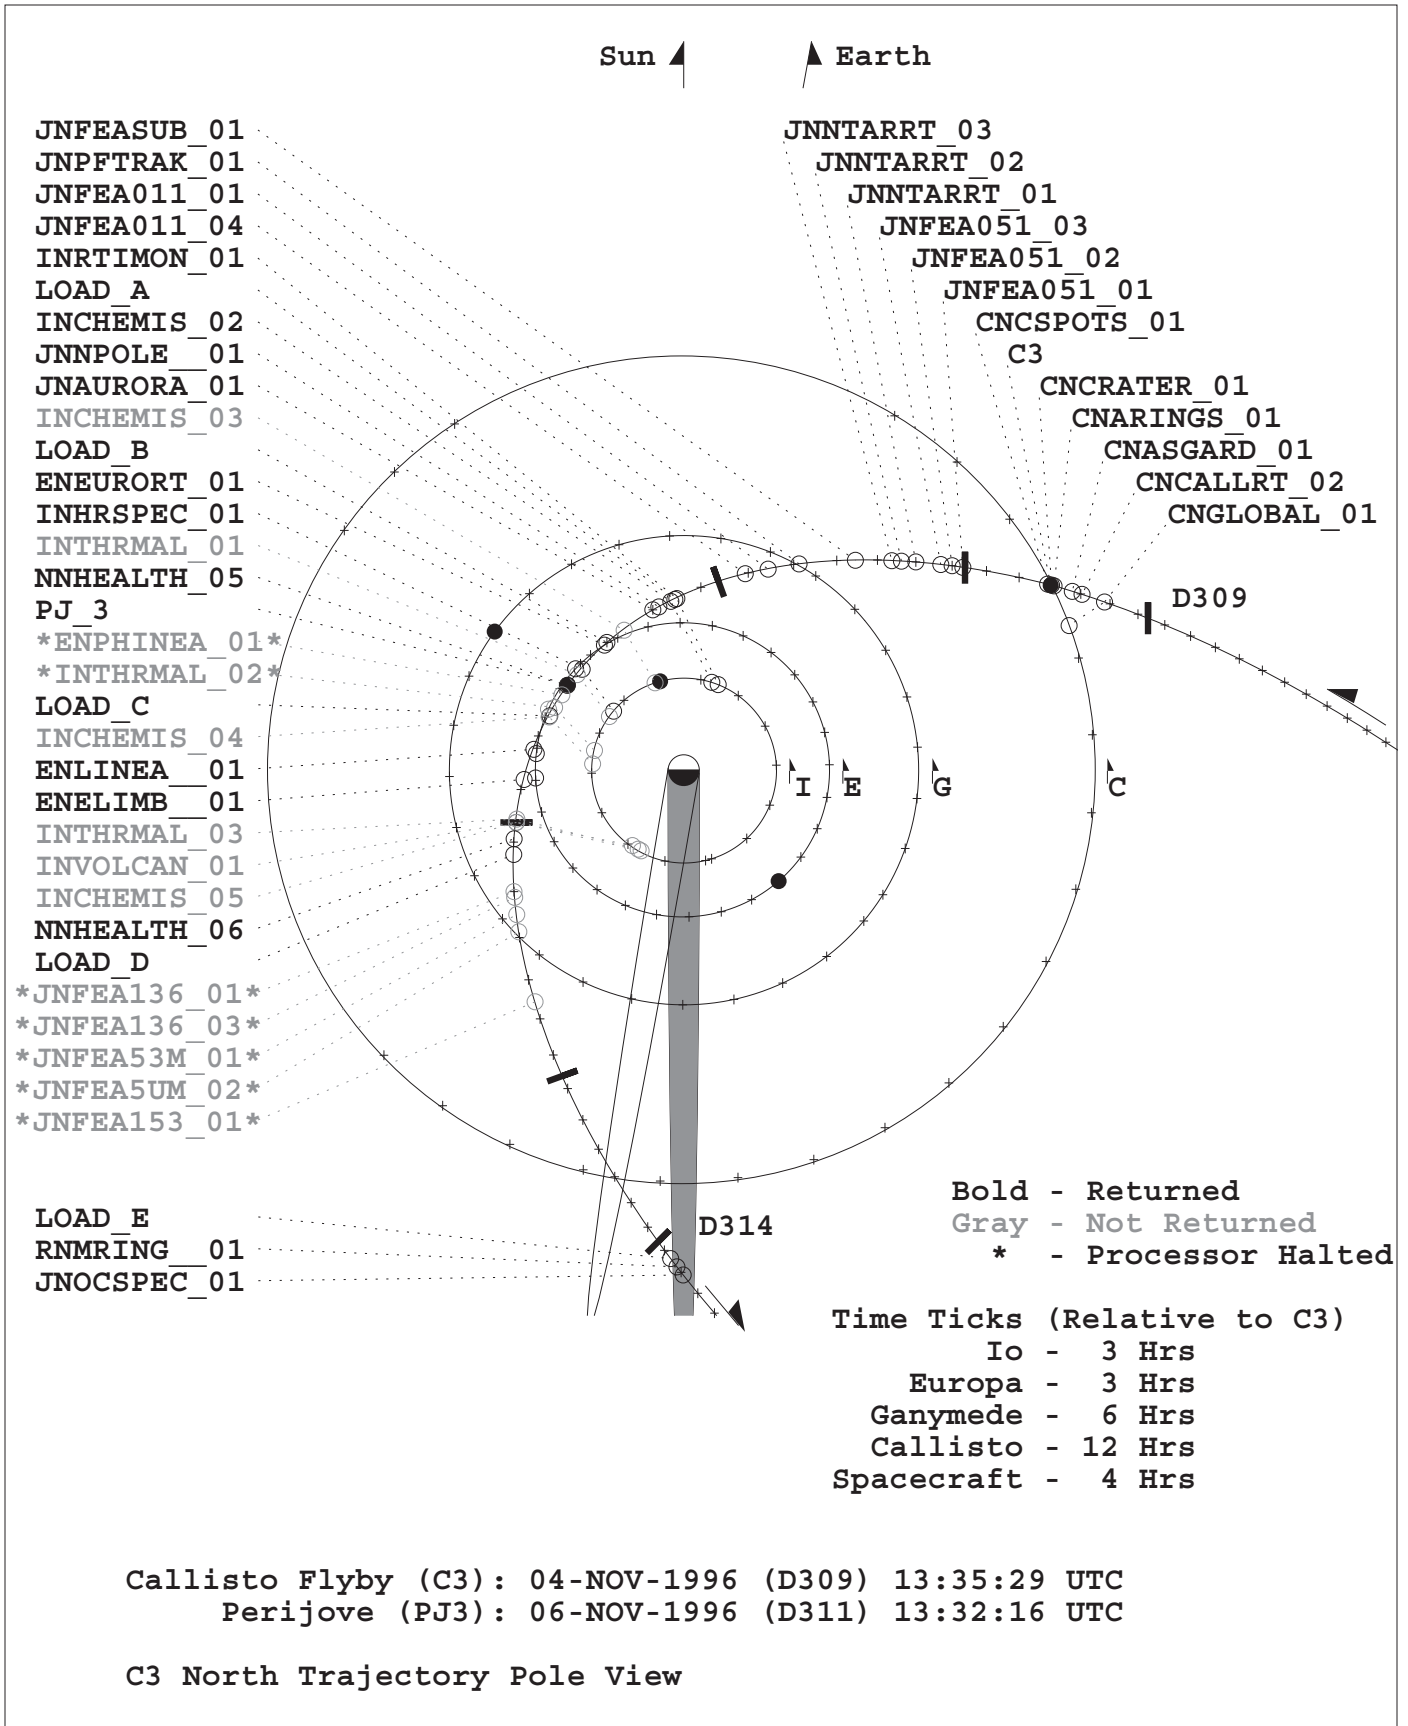 Sun
Earth
JNFEASUB_01
JNPFTRAK_01
JNFEA011_01
JNFEA011_04
INRTIMON_01
LOAD_A
INCHEMIS_02
JNNPOLE__01
JNAURORA_01
INCHEMIS_03
LOAD_B
ENEURORT_01
INHRSPEC_01
INTHRMAL_01
NNHEALTH_05
PJ_3
*ENPHINEA_01*
*INTHRMAL_02*
LOAD_C
INCHEMIS_04
ENLINEA__01
ENELIMB__01
INTHRMAL_03
INVOLCAN_01
INCHEMIS_05
NNHEALTH_06
LOAD_D
*JNFEA136_01*
*JNFEA136_03*
*JNFEA53M_01*
*JNFEA5UM_02*
*JNFEA153_01*
LOAD_E
RNMRING__01
JNOCSPEC_01
JNNTARRT_03
JNNTARRT_02
JNNTARRT_01
JNFEA051_03
JNFEA051_02
JNFEA051_01
CNCSPOTS_01
C3
CNCRATER_01
CNARINGS_01
CNASGARD_01
CNCALLRT_02
CNGLOBAL_01
D309
I
E
G
C
D314
Bold - Returned
Gray - Not Returned
* - Processor Halted
Time Ticks (Relative to C3)
Io - 3 Hrs
Europa - 3 Hrs
Ganymede - 6 Hrs
Callisto - 12 Hrs
Spacecraft - 4 Hrs
Callisto Flyby (C3): 04-NOV-1996 (D309) 13:35:29 UTC
Perijove (PJ3): 06-NOV-1996 (D311) 13:32:16 UTC
C3 North Trajectory Pole View